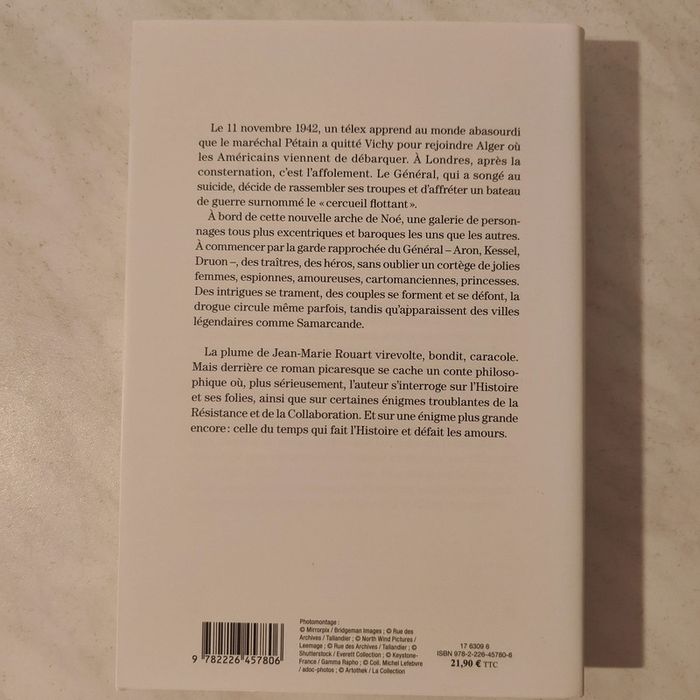 Le 11 novembre 1942, un télex apprend au monde abasourdi
que le maréchal Pétain a quitté Vichy pour rejoindre Alger où
les Américains viennent de débarquer. À Londres, après la
consternation, c'est l'affolement. Le Général, qui a songé au
suicide, décide de rassembler ses troupes et d'affréter un bateau
de guerre surnommé le « cercueil flottant ».
À bord de cette nouvelle arche de Noé, une galerie de person-
nages tous plus excentriques et baroques les uns que les autres.
À commencer par la garde rapprochée du Général – Aron, Kessel,
Druon –, des traîtres, des héros, sans oublier un cortège de jolies
femmes, espionnes, amoureuses, cartomanciennes, princesses.
Des intrigues se trament, des couples se forment et se défont, la
drogue circule même parfois, tandis qu'apparaissent des villes
légendaires comme Samarcande.
La plume de Jean-Marie Rouart virevolte, bondit, caracole.
Mais derrière ce roman picaresque se cache un conte philoso-
phique où, plus sérieusement, l'auteur s'interroge sur l'Histoire
et ses folies, ainsi que sur certaines énigmes troublantes de la
Résistance et de la Collaboration. Et sur une énigme plus grande
encore : celle du temps qui fait l'Histoire et défait les amours.
9 782226 457806
Photomontage :
© Mirrorpix / Bridgeman Images ; © Rue des
Archives / Tallandier ; © North Wind Pictures /
Leemage ; © Rue des Archives / Tallandier ; ©
Shutterstock / Everett Collection ; © Keystone-
France / Gamma Rapho ; © Coll. Michel Lefebvre
/ adoc-photos ; © Artothek / La Collection
17 6309 6
ISBN 978-2-226-45780-6
21,90 € TTC